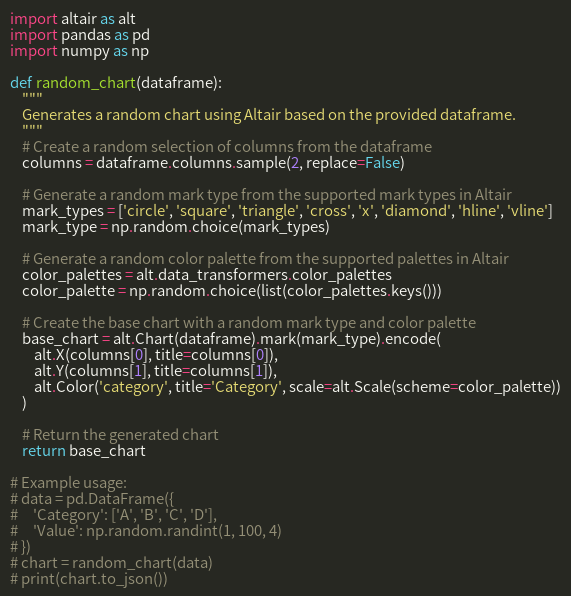 import altair as alt
import pandas as pd
import numpy as np
def random_chart(dataframe):
"""
Generates a random chart using Altair based on the provided dataframe.
"""
# Create a random selection of columns from the dataframe
columns = dataframe.columns.sample(2, replace=False)
# Generate a random mark type from the supported mark types in Altair
mark_types = ['circle', 'square', 'triangle', 'cross', 'x', 'diamond', 'hline', 'vline']
mark_type = np.random.choice(mark_types)
# Generate a random color palette from the supported palettes in Altair
color_palettes = alt.data_transformers.color_palettes
color_palette = np.random.choice(list(color_palettes.keys()))
# Create the base chart with a random mark type and color palette
base_chart = alt.Chart(dataframe).mark(mark_type).encode(
alt.X(columns[0], title=columns[0]),
alt.Y(columns[1], title=columns[1]),
alt.Color('category', title='Category', scale=alt.Scale(scheme=color_palette))
)
# Return the generated chart
return base_chart
# Example usage:
# data = pd.DataFrame({
# 'Category': ['A', 'B', 'C', 'D'],
# 'Value': np.random.randint(1, 100, 4)
# })
# chart = random_chart(data)
# print(chart.to_json())